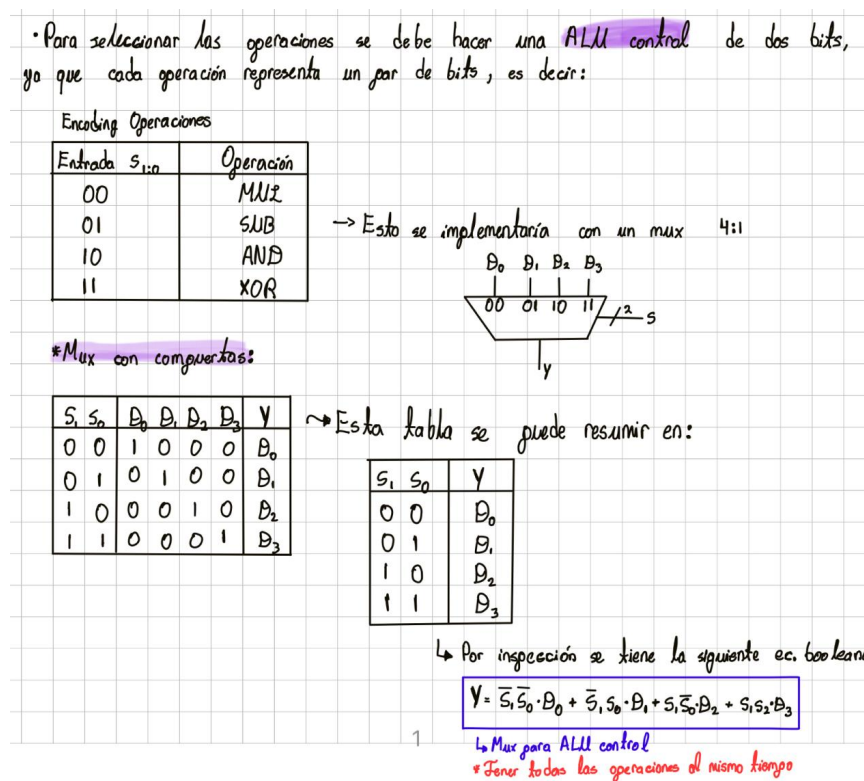 ·Para seleccionar las operaciones se debe hacer una ALU control de dos bits,
ya que cada operación representa un par de bits, es decir:
Encoding Operaciones
Entrada S₁:₀ Operación
00 MUL
01 SUB
10 AND
11 XOR
→ Esto se implementaría con un mux 4:1
D₀ D₁ D₂ D₃
00 01 10 11
2 S
Y
*Mux con compuertas:
S₁ S₀ D₀ D₁ D₂ D₃ Y
0 0 1 0 0 0 D₀
0 1 0 1 0 0 D₁
1 0 0 0 1 0 D₂
1 1 0 0 0 1 D₃
↝ Esta tabla se puede resumir en:
S₁ S₀ Y
0 0 D₀
0 1 D₁
1 0 D₂
1 1 D₃
↳ Por inspección se tiene la siguiente ec. booleana
Y = S̅₁S̅₀·D₀ + S̅₁S₀·D₁ + S₁S̅₀·D₂ + S₁S₂·D₃
↳ Mux para ALU control
* Tener todas las operaciones al mismo tiempo
1